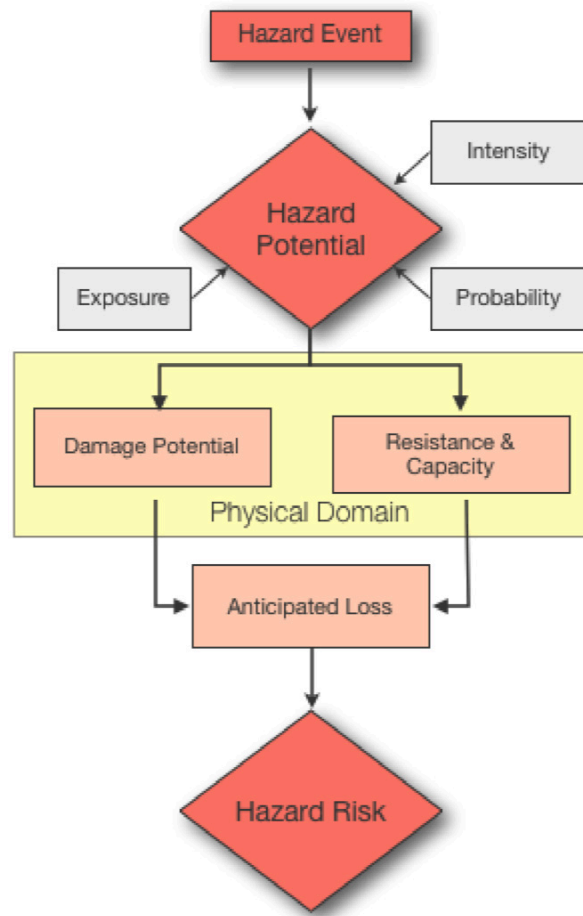 Hazard Event
Intensity
Hazard
Potential
Exposure
Probability
Damage Potential
Resistance &
Capacity
Physical Domain
Anticipated Loss
Hazard Risk